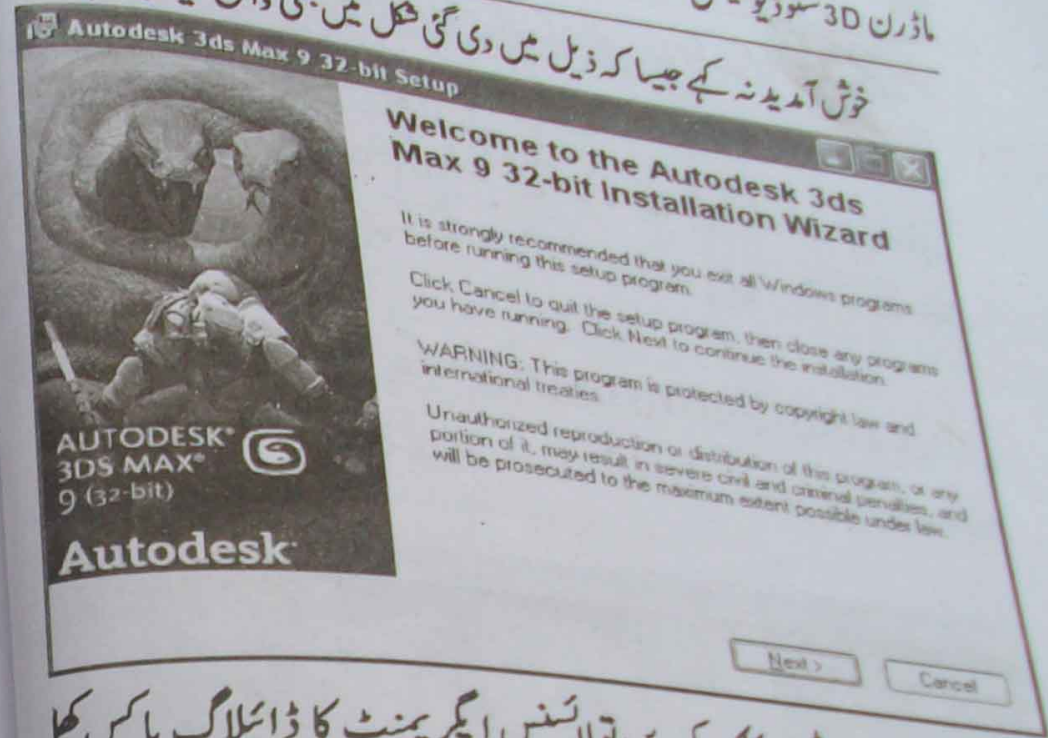 ماڈرن 3D سٹوڈیو
خوش آمدید نہ کہے جیسا کہ ذیل میں دی گئی شکل میں
Autodesk 3ds Max 9 32-bit Setup
Welcome to the Autodesk 3ds
Max 9 32-bit Installation Wizard
It is strongly recommended that you exit all Windows programs
before running this setup program.
Click Cancel to quit the setup program, then close any programs
you have running. Click Next to continue the installation.
WARNING: This program is protected by copyright law and
international treaties.
Unauthorized reproduction or distribution of this program, or any
portion of it, may result in severe civil and criminal penalties, and
will be prosecuted to the maximum extent possible under law.
AUTODESK®
3DS MAX®
9 (32-bit)
Autodesk®
Next >
Cancel
لائسنس ایگریمنٹ کا ڈائیلاگ باکس